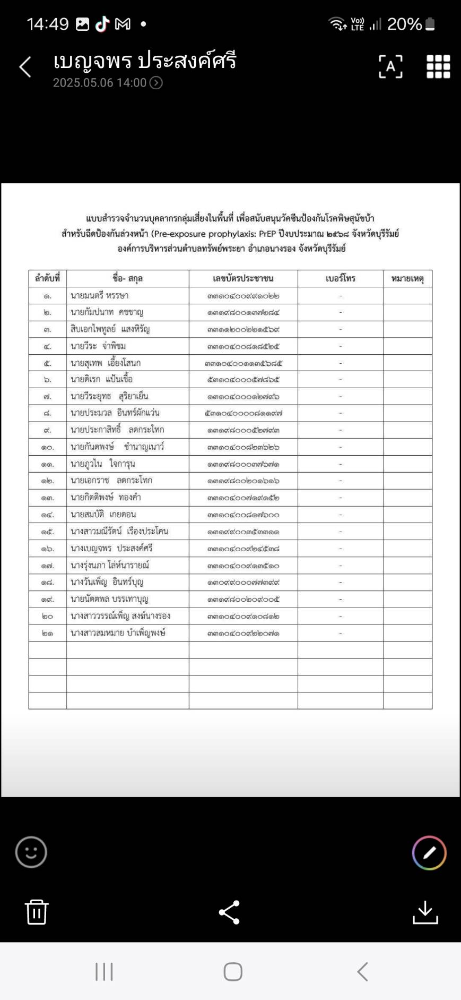 14:49 Vo)) LTE 20%
เบญจพร ประสงค์ศรี
2025.05.06 14:00
A
แบบสำรวจจำนวนบุคลากรกลุ่มเสี่ยงในพื้นที่ เพื่อสนับสนุนวัคซีนป้องกันโรคพิษสุนัขบ้า
สำหรับฉีดป้องกันล่วงหน้า (Pre-exposure prophylaxis: PrEP ปีงบประมาณ ๒๕๖๘ จังหวัดบุรีรัมย์
องค์การบริหารส่วนตำบลทรัพย์พระยา อำเภอนางรอง จังหวัดบุรีรัมย์
ลำดับที่ ชื่อ- สกุล เลขบัตรประชาชน เบอร์โทร หมายเหตุ
๑. นายมนตรี หรรษา ๓๓๑๐๔๐๐๙๙๑๐๒๒ -
๒. นายกัมปนาท คชชาญ ๑๓๑๙๘๐๐๑๓๗๒๘๔ -
๓. สิบเอกไพฑูลย์ แสงหิรัญ ๓๓๑๑๒๐๐๒๒๑๕๖๙ -
๔. นายวีระ จ่าพิชม ๓๓๑๐๔๐๐๘๑๘๕๒๕ -
๕. นายสุเทพ เอี้ยงโสนก ๓๓๑๐๔๐๐๑๑๓๕๖๘๕ -
๖. นายดิเรก แป้นเชื้อ ๕๓๑๐๔๐๐๐๕๗๘๖๕ -
๗. นายวีระยุทธ สุริยาเย็น ๑๓๑๐๔๐๐๐๑๒๗๙๖ -
๘. นายประมวล อินทร์ผักแว่น ๕๓๑๐๔๐๐๐๐๘๑๑๙๗ -
๙. นายประกาสิทธิ์ ลดกระโทก ๑๓๑๙๘๐๐๐๕๒๗๙๓ -
๑๐. นายกันตพงษ์ ชำนาญเนาว์ ๓๓๑๐๔๐๐๘๒๓๖๒๖ -
๑๑. นายภูวไน ใจการุน ๑๓๑๙๘๐๐๐๓๗๖๗๑ -
๑๒. นายเอกราช ลดกระโทก ๑๓๑๙๘๐๐๒๐๑๖๑๖ -
๑๓. นายกิตติพงษ์ ทองคำ ๓๓๑๐๔๐๐๗๑๙๑๕๒ -
๑๔. นายสมบัติ เกยดอน ๓๓๑๐๔๐๐๘๑๗๖๐๐ -
๑๕. นางสาวมณีรัตน์ เรืองประโคน ๑๓๑๙๙๐๐๓๕๓๓๑๑ -
๑๖. นางเบญจพร ประสงค์ศรี ๓๓๑๐๔๐๐๙๒๔๕๓๘ -
๑๗. นางรุ่งนภา โล่ห์นารายณ์ ๓๓๑๐๔๐๐๙๑๓๕๑๐ -
๑๘. นางวันเพ็ญ อินทร์บุญ ๑๓๐๙๙๐๐๐๗๗๓๙๙ -
๑๙. นายนัตตพล บรรเทาบุญ ๑๓๑๙๘๐๐๒๐๙๐๐๕ -
๒๐ นางสาววรรณ์เพ็ญ สงฆ์นางรอง ๓๓๑๐๔๐๐๙๑๐๘๑๒ -
๒๑ นางสาวสมหมาย บำเพ็ญพงษ์ ๓๓๑๐๔๐๐๙๒๒๐๗๑ -